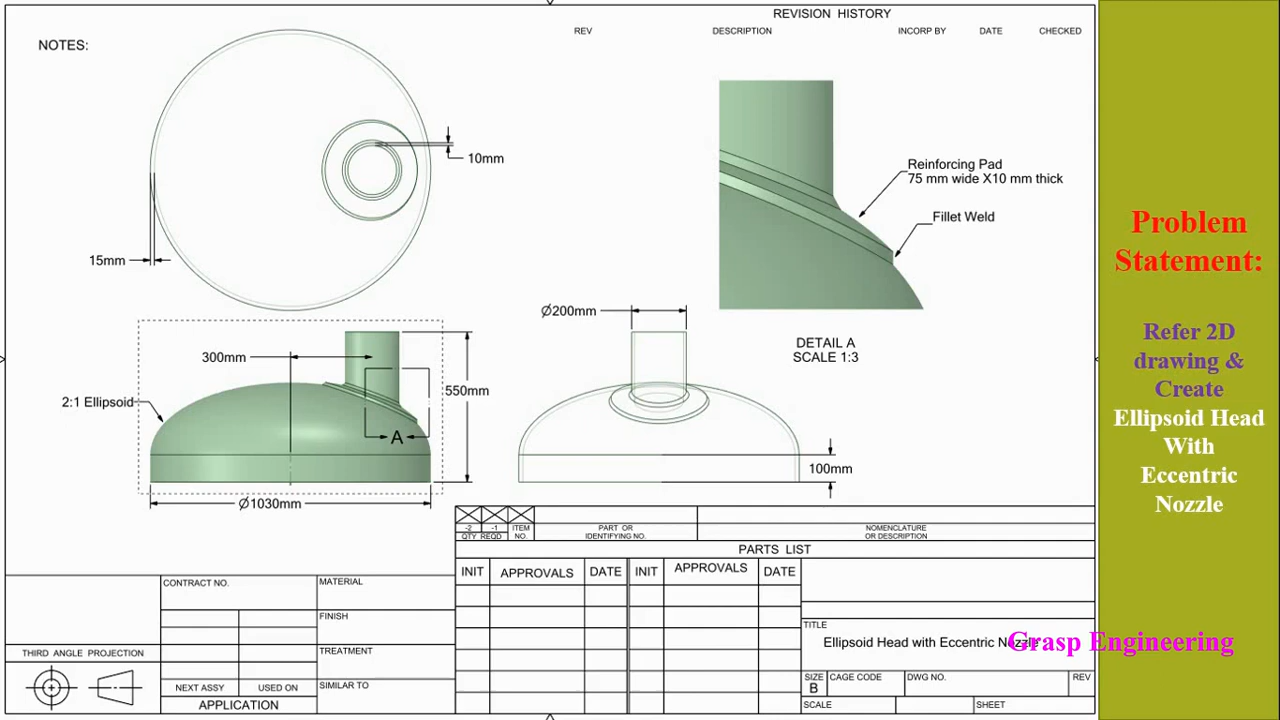 REVISION HISTORY
REV
DESCRIPTION
INCORP BY
DATE
CHECKED
NOTES:
10mm
15mm
Reinforcing Pad
75 mm wide X10 mm thick
Fillet Weld
DETAIL A
SCALE 1:3
300mm
2:1 Ellipsoid
550mm
A
Ø1030mm
Ø200mm
100mm
-2
-1
ITEM
NO.
QTY REQD
PART OR
IDENTIFYING NO.
NOMENCLATURE
OR DESCRIPTION
PARTS LIST
INIT
APPROVALS
DATE
INIT
APPROVALS
DATE
CONTRACT NO.
MATERIAL
FINISH
TREATMENT
SIMILAR TO
THIRD ANGLE PROJECTION
NEXT ASSY
USED ON
APPLICATION
TITLE
Ellipsoid Head with Eccentric Nozzle
SIZE
B
CAGE CODE
DWG NO.
REV
SCALE
SHEET
Problem
Statement:
Refer 2D
drawing &
Create
Ellipsoid Head
With
Eccentric
Nozzle
Grasp Engineering